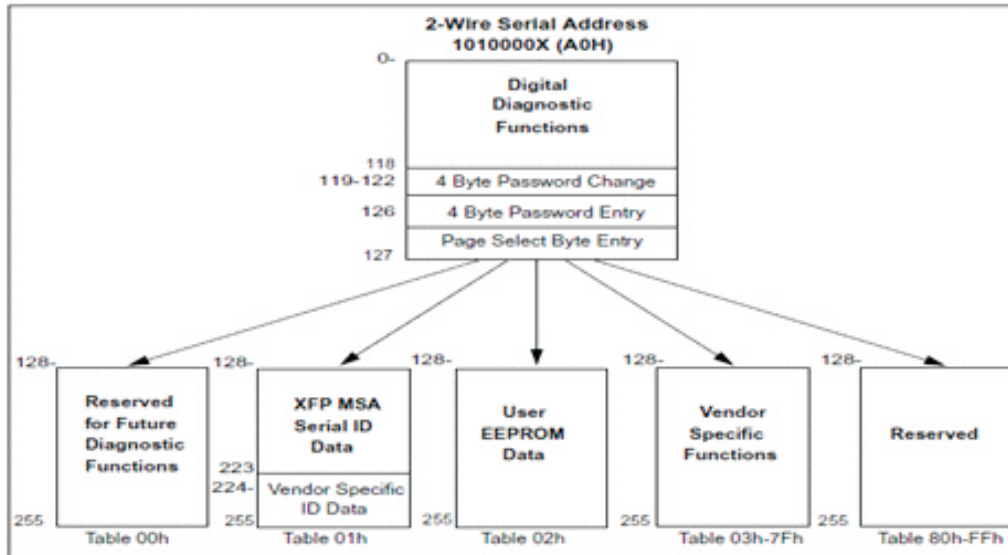 2-Wire Serial Address
1010000X (A0H)
0-
Digital
Diagnostic
Functions
118
119-122
4 Byte Password Change
126
4 Byte Password Entry
Page Select Byte Entry
127
128-
128-
128-
128-
128-
Reserved
for Future
Diagnostic
Functions
XFP MSA
Serial ID
Data
User
EEPROM
Data
Vendor
Specific
Functions
Reserved
223
224-
Vendor Specific
ID Data
255
255
255
255
255
Table 00h
Table 01h
Table 02h
Table 03h-7Fh
Table 80h-FFh